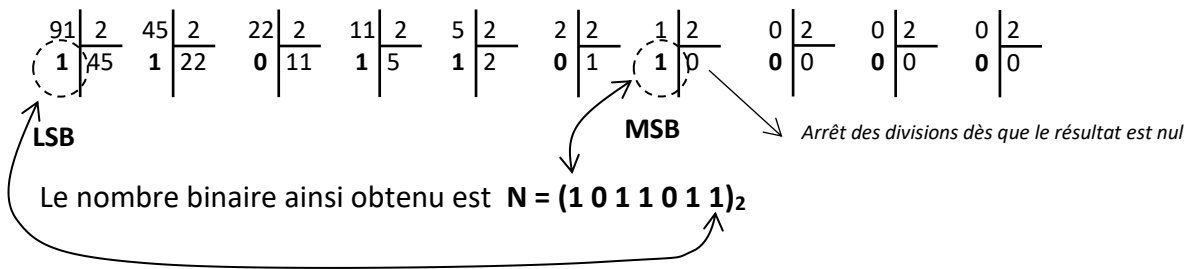 91 2 45 2 22 2 11 2 5 2 2 2 1 2 0 2 0 2 0 2
1 45 1 22 0 11 1 5 1 2 0 1 1 0 0 0 0 0 0 0
LSB MSB Arrêt des divisions dès que le résultat est nul
Le nombre binaire ainsi obtenu est N = (1 0 1 1 0 1 1)₂